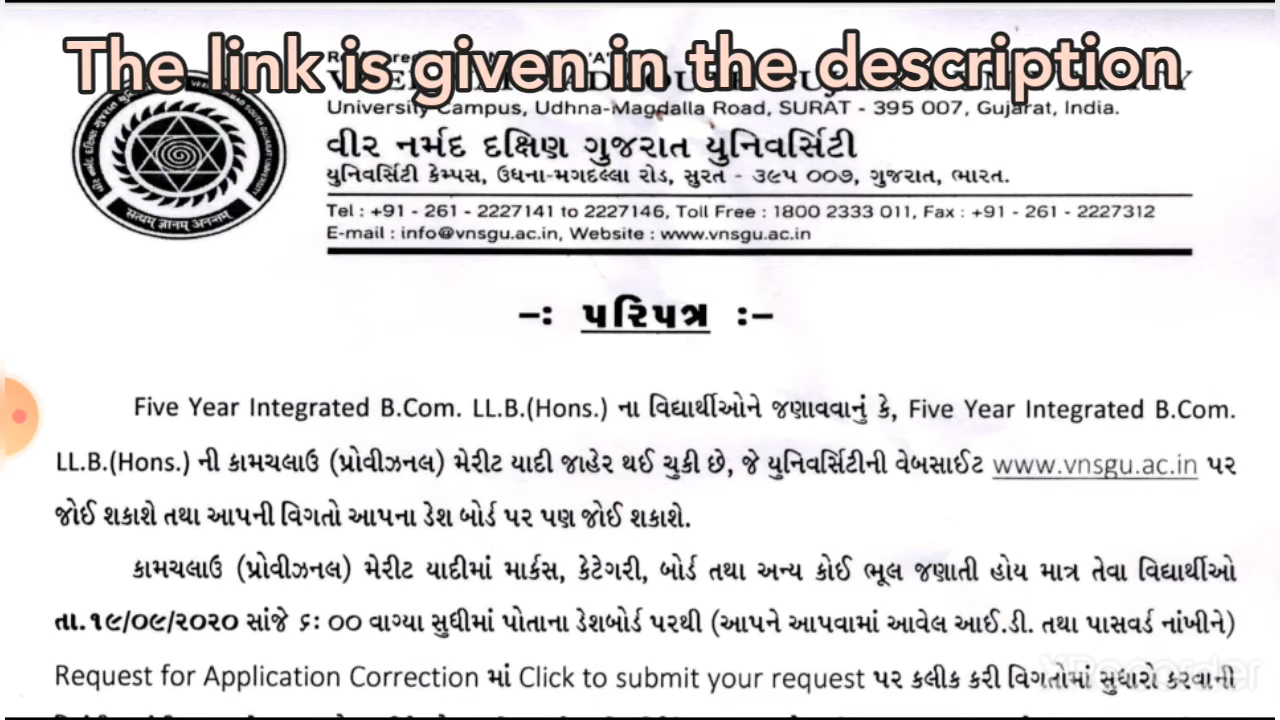 The link is given in the description
University Campus, Udhna-Magdalla Road, SURAT - 395 007, Gujarat, India.
વીર નર્મદ દક્ષિણ ગુજરાત યુનિવર્સિટી
યુનિવર્સિટી કેમ્પસ, ઉધના-મગદલ્લા રોડ, સુરત - ૩૯૫ ૦૦૭, ગુજરાત, ભારત.
सत्यम् ज्ञानम् अनन्तम्
Tel : +91 - 261 - 2227141 to 2227146, Toll Free : 1800 2333 011, Fax : +91 - 261 - 2227312
E-mail : info@vnsgu.ac.in, Website : www.vnsgu.ac.in
-: પરિપત્ર :-
Five Year Integrated B.Com. LL.B.(Hons.) ના વિદ્યાર્થીઓને જણાવવાનું કે, Five Year Integrated B.Com.
LL.B.(Hons.) ની કામચલાઉ (પ્રોવીઝનલ) મેરીટ યાદી જાહેર થઈ ચુકી છે, જે યુનિવર્સિટીની વેબસાઈટ www.vnsgu.ac.in પર
જોઈ શકાશે તથા આપની વિગતો આપના ડેશ બોર્ડ પર પણ જોઈ શકાશે.
કામચલાઉ (પ્રોવીઝનલ) મેરીટ યાદીમાં માર્કસ, કેટેગરી, બોર્ડ તથા અન્ય કોઈ ભૂલ જણાતી હોય માત્ર તેવા વિદ્યાર્થીઓ
તા.૧૯/૦૯/૨૦૨૦ સાંજે ૬ઃ ૦૦ વાગ્યા સુધીમાં પોતાના ડેશબોર્ડ પરથી (આપને આપવામાં આવેલ આઈ.ડી. તથા પાસવર્ડ નાંખીને)
Request for Application Correction માં Click to submit your request પર કલીક કરી વિગતોમાં સુધારો કરવાની